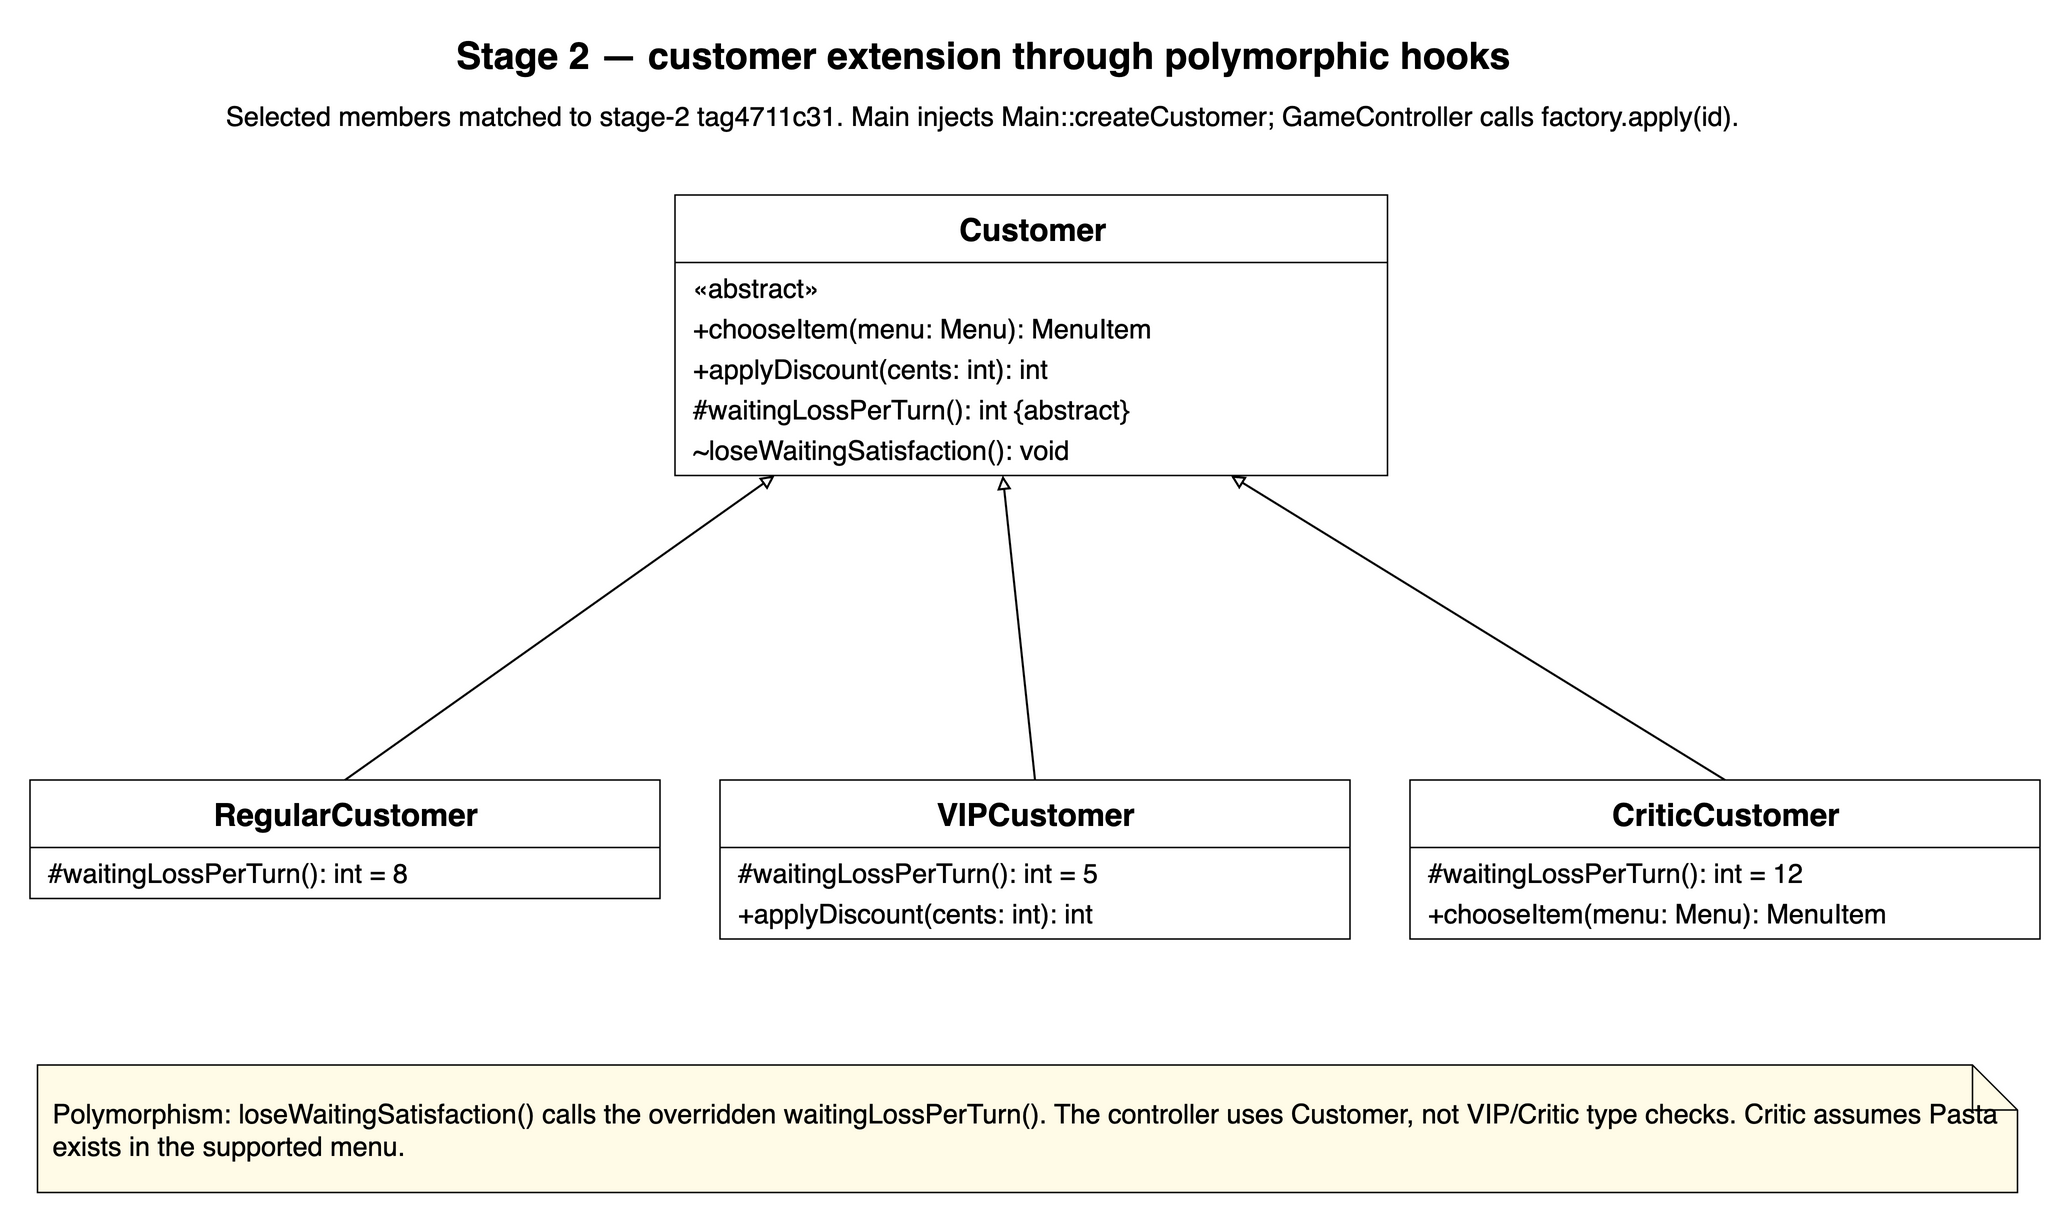 Stage 2 — customer extension through polymorphic hooks
Selected members matched to stage-2 tag4711c31. Main injects Main::createCustomer; GameController calls factory.apply(id).
Customer
«abstract»
+chooseItem(menu: Menu): MenuItem
+applyDiscount(cents: int): int
#waitingLossPerTurn(): int {abstract}
~loseWaitingSatisfaction(): void
RegularCustomer
#waitingLossPerTurn(): int = 8
VIPCustomer
#waitingLossPerTurn(): int = 5
+applyDiscount(cents: int): int
CriticCustomer
#waitingLossPerTurn(): int = 12
+chooseItem(menu: Menu): MenuItem
Polymorphism: loseWaitingSatisfaction() calls the overridden waitingLossPerTurn(). The controller uses Customer, not VIP/Critic type checks. Critic assumes Pasta
exists in the supported menu.